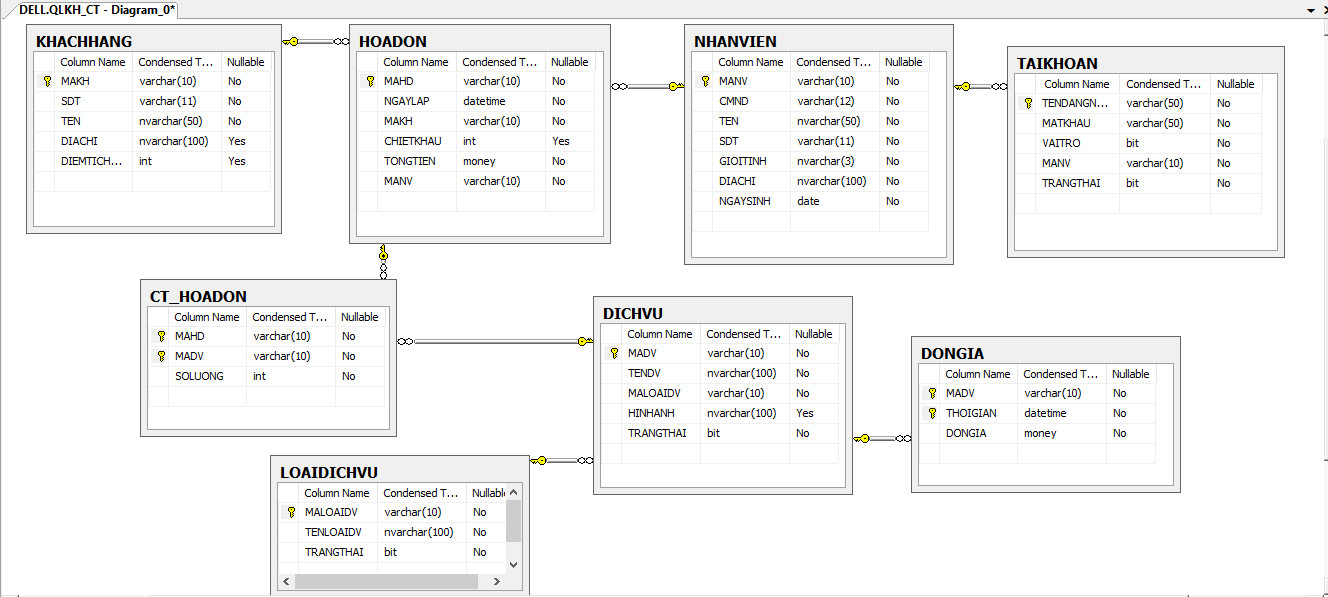 DELL.QLKH_CT - Diagram_0*
KHACHHANG
Column Name Condensed T... Nullable
MAKH varchar(10) No
SDT varchar(11) No
TEN nvarchar(50) No
DIACHI nvarchar(100) Yes
DIEMTICH... int Yes
HOADON
Column Name Condensed T... Nullable
MAHD varchar(10) No
NGAYLAP datetime No
MAKH varchar(10) No
CHIETKHAU int Yes
TONGTIEN money No
MANV varchar(10) No
NHANVIEN
Column Name Condensed T... Nullable
MANV varchar(10) No
CMND varchar(12) No
TEN nvarchar(50) No
SDT varchar(11) No
GIOITINH nvarchar(3) No
DIACHI nvarchar(100) No
NGAYSINH date No
TAIKHOAN
Column Name Condensed T... Nullable
TENDANGN... varchar(50) No
MATKHAU varchar(50) No
VAITRO bit No
MANV varchar(10) No
TRANGTHAI bit No
CT_HOADON
Column Name Condensed T... Nullable
MAHD varchar(10) No
MADV varchar(10) No
SOLUONG int No
DICHVU
Column Name Condensed T... Nullable
MADV varchar(10) No
TENDV nvarchar(100) No
MALOAIDV varchar(10) No
HINHANH nvarchar(100) Yes
TRANGTHAI bit No
DONGIA
Column Name Condensed T... Nullable
MADV varchar(10) No
THOIGIAN datetime No
DONGIA money No
LOAIDICHVU
Column Name Condensed T... Nullabl
MALOAIDV varchar(10) No
TENLOAIDV nvarchar(100) No
TRANGTHAI bit No